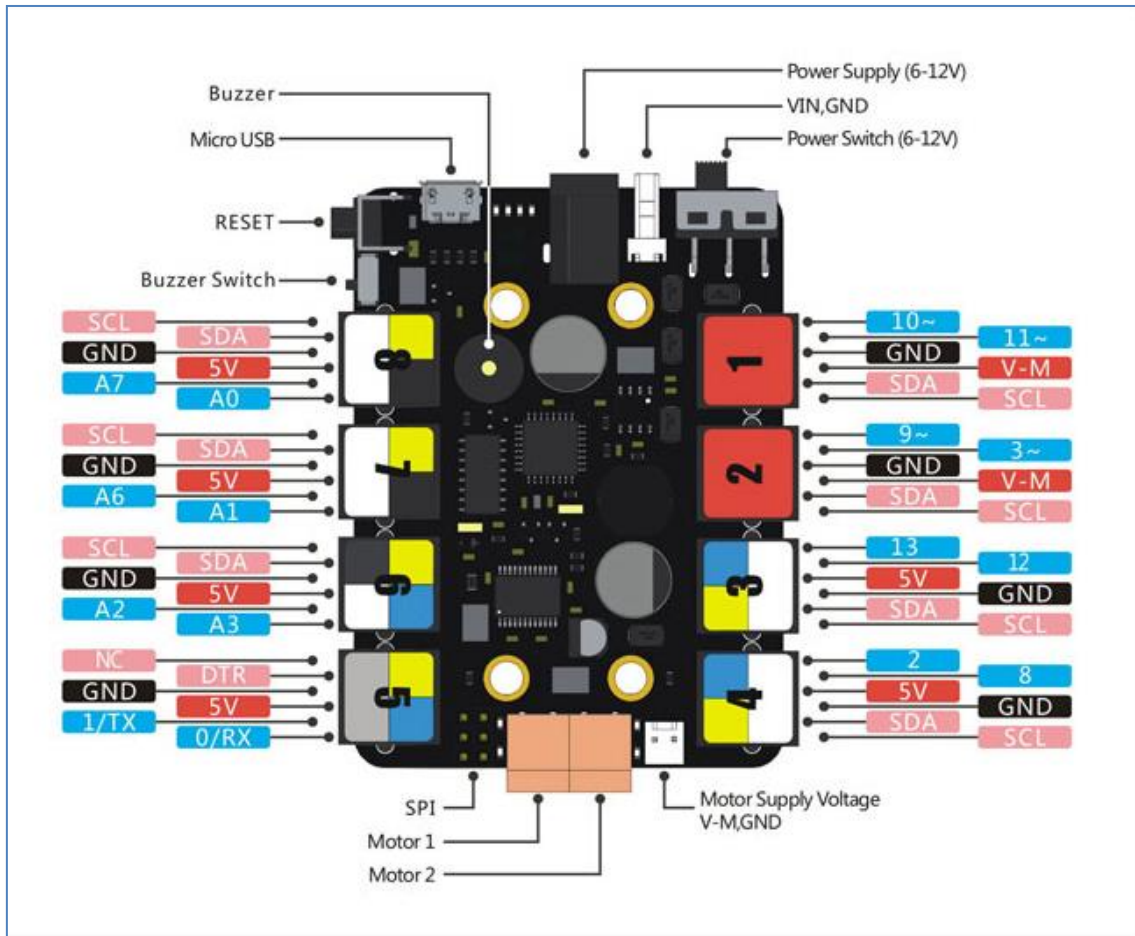 Buzzer
Micro USB
RESET
Buzzer Switch
Power Supply (6-12V)
VIN,GND
Power Switch (6-12V)
SCL
SDA
GND
5V
A7
A0
8
SCL
SDA
GND
5V
A6
A1
7
SCL
SDA
GND
5V
A2
A3
6
NC
DTR
GND
5V
1/TX
0/RX
5
1
10~
11~
GND
V-M
SDA
SCL
2
9~
3~
GND
V-M
SDA
SCL
3
13
12
5V
GND
SDA
SCL
4
2
8
5V
GND
SDA
SCL
SPI
Motor 1
Motor 2
Motor Supply Voltage
V-M,GND